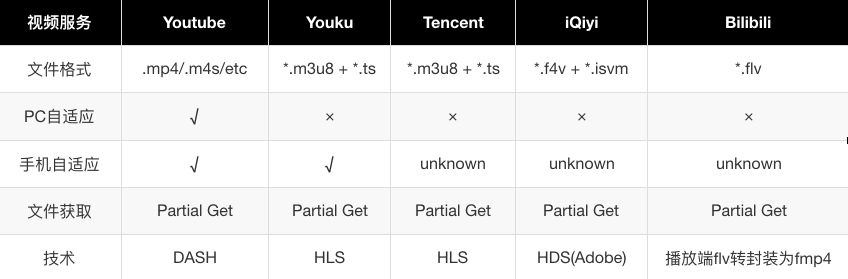 视频服务 Youtube Youku Tencent iQiyi Bilibili
文件格式 .mp4/.m4s/etc *.m3u8 + *.ts *.m3u8 + *.ts *.f4v + *.isvm *.flv
PC自适应 √ × × × ×
手机自适应 √ √ unknown unknown unknown
文件获取 Partial Get Partial Get Partial Get Partial Get Partial Get
技术 DASH HLS HLS HDS(Adobe) 播放端flv转封装为fmp4